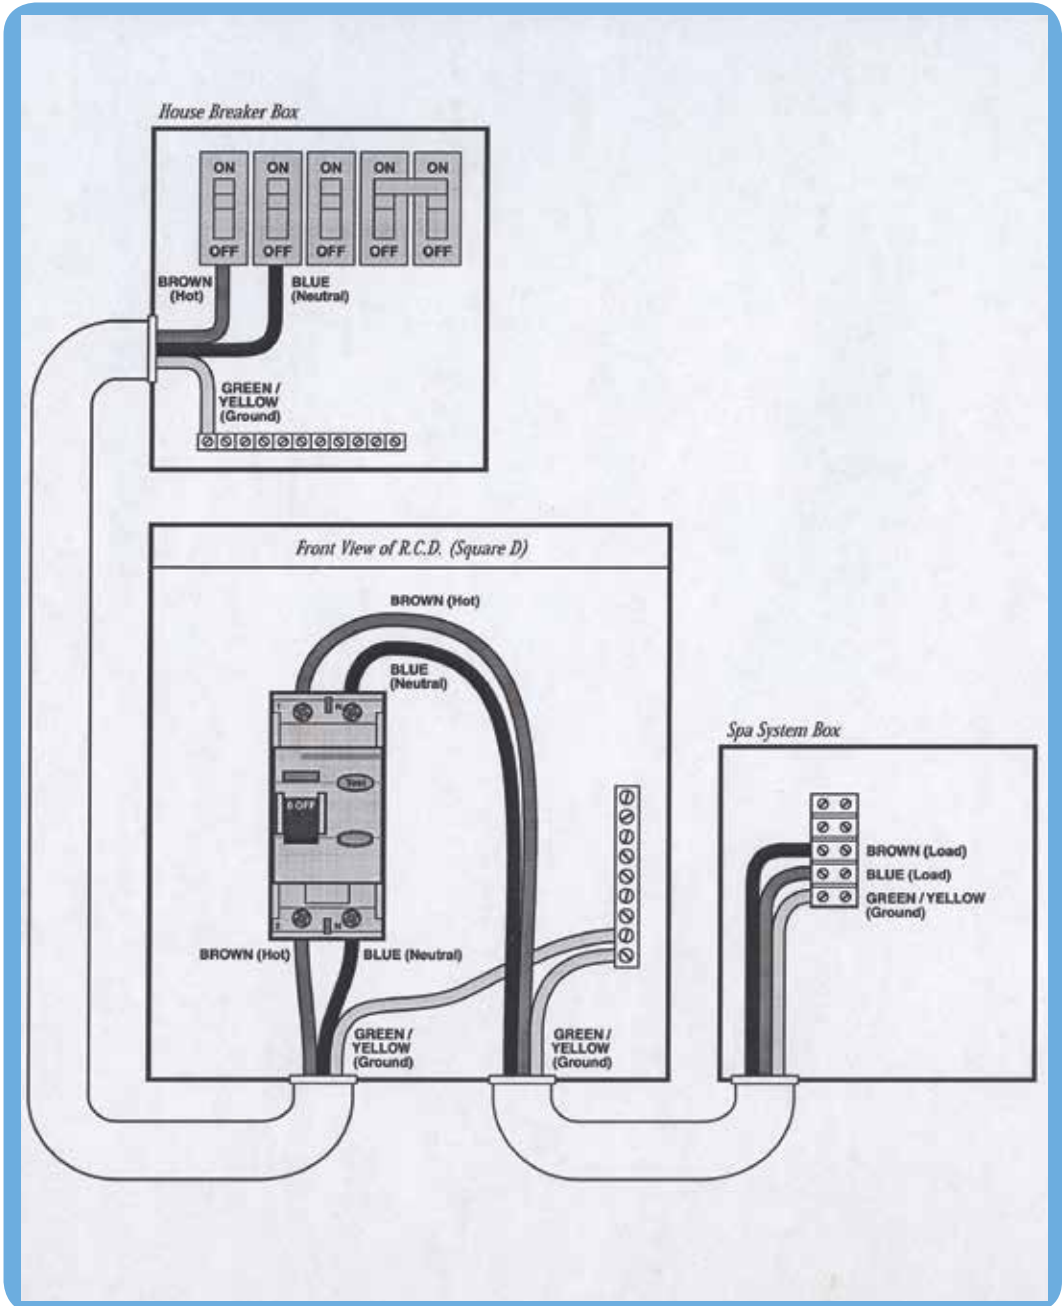 House Breaker Box
ON ON ON ON ON
OFF OFF OFF OFF OFF
BROWN
(Hot)
BLUE
(Neutral)
GREEN /
YELLOW
(Ground)
Front View of R.C.D. (Square D)
BROWN (Hot)
BLUE
(Neutral)
N
Test
0 OFF
N
BROWN (Hot)
BLUE (Neutral)
GREEN /
YELLOW
(Ground)
GREEN /
YELLOW
(Ground)
Spa System Box
BROWN (Load)
BLUE (Load)
GREEN / YELLOW
(Ground)